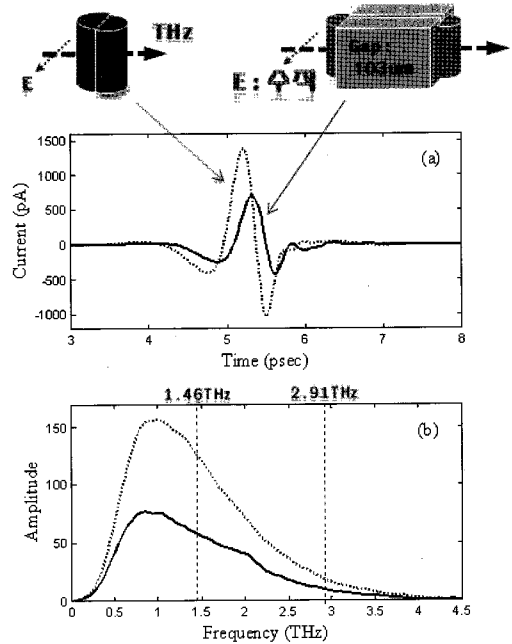 THz
E
Gap:
103um
E: 수직
(a)
1500
1000
500
0
-500
-1000
Current (pA)
3 4 5 6 7 8
Time (psec)
1.46THz 2.91THz
(b)
150
100
50
0
Amplitude
0 0.5 1 1.5 2 2.5 3 3.5 4 4.5
Frequency (THz)